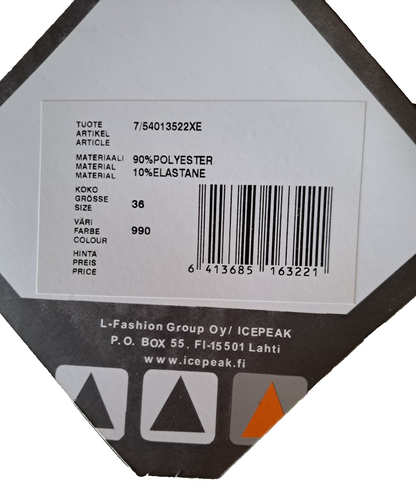 TUOTE 7/54013522XE
ARTIKEL
ARTICLE
MATERIAALI 90%POLYESTER
MATERIAL 10%ELASTANE
MATERIAL
KOKO
GRÖSSE 36
SIZE
VÄRI
FARBE 990
COLOUR
HINTA
PREIS
PRICE
6 413685 163221
L-Fashion Group Oy/ ICEPEAK
P.O. BOX 55. FI-15501 Lahti
www.icepeak.fi